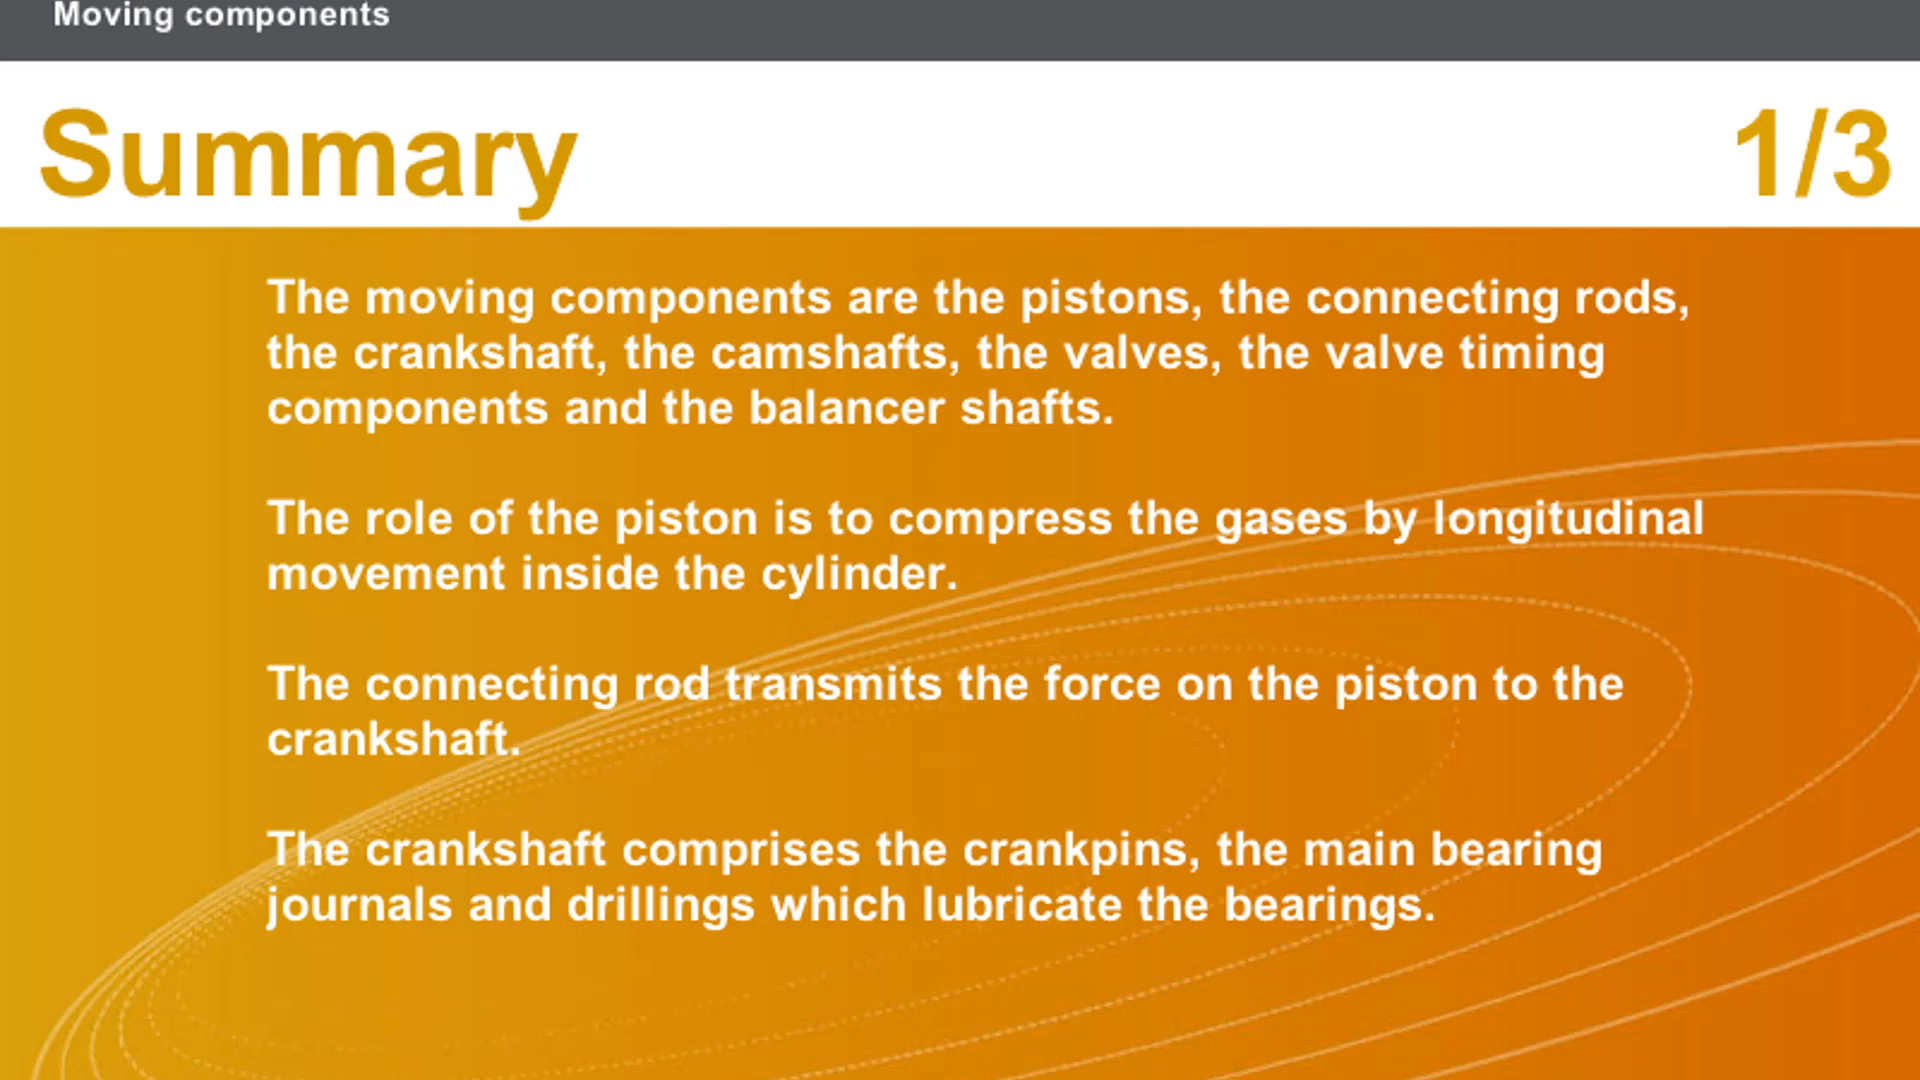 Moving components
Summary
1/3
The moving components are the pistons, the connecting rods,
the crankshaft, the camshafts, the valves, the valve timing
components and the balancer shafts.
The role of the piston is to compress the gases by longitudinal
movement inside the cylinder.
The connecting rod transmits the force on the piston to the
crankshaft.
The crankshaft comprises the crankpins, the main bearing
journals and drillings which lubricate the bearings.